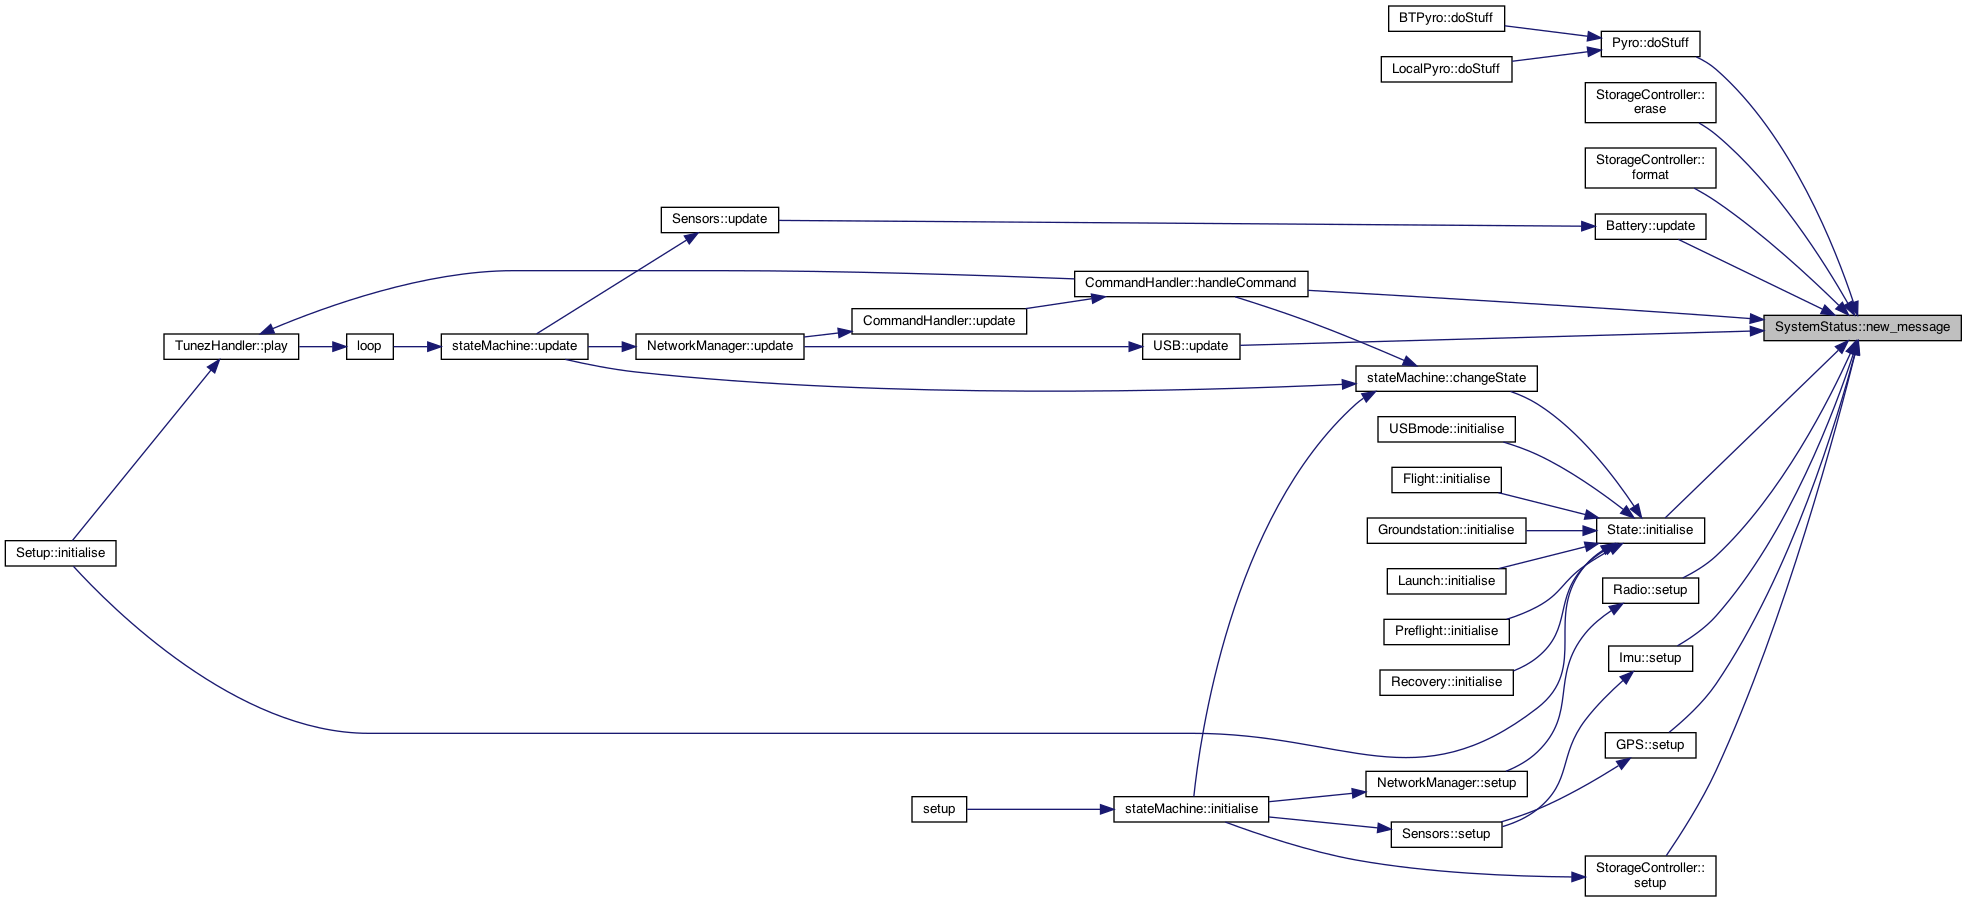 BTPyro::doStuff
Pyro::doStuff
LocalPyro::doStuff
StorageController::
erase
StorageController::
format
Sensors::update
Battery::update
CommandHandler::handleCommand
CommandHandler::update
SystemStatus::new_message
TunezHandler::play
loop
stateMachine::update
NetworkManager::update
USB::update
stateMachine::changeState
USBmode::initialise
Flight::initialise
Groundstation::initialise
State::initialise
Setup::initialise
Launch::initialise
Radio::setup
Preflight::initialise
Imu::setup
Recovery::initialise
GPS::setup
NetworkManager::setup
setup
stateMachine::initialise
Sensors::setup
StorageController::
setup